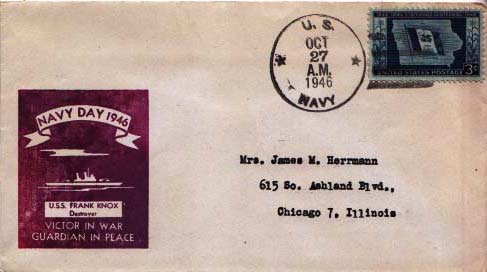 U. S.
OCT
27
A.M.
1946
NAVY
UNITED STATES POSTAGE 3¢
NAVY DAY 1946
U.S.S. FRANK KNOX
Destroyer
VICTOR IN WAR
GUARDIAN IN PEACE
Mrs. James M. Herrmann
615 So. Ashland Blvd.,
Chicago 7, Illinois